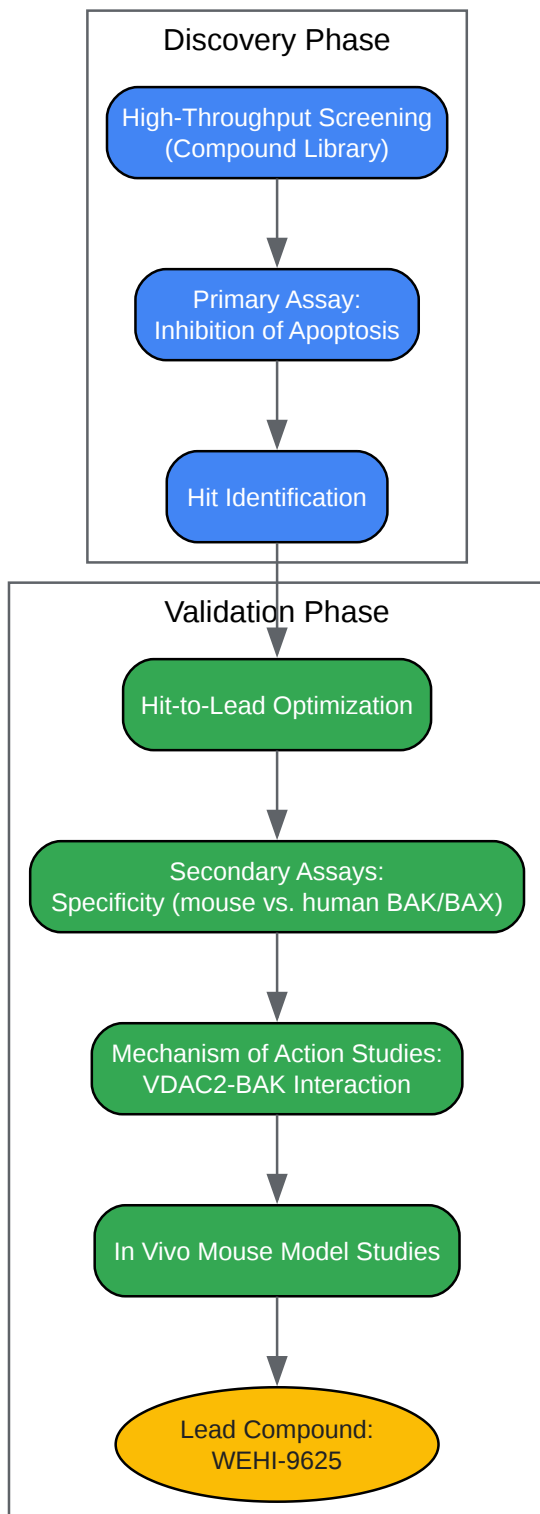 Discovery Phase
High-Throughput Screening
(Compound Library)
Primary Assay:
Inhibition of Apoptosis
Hit Identification
Validation Phase
Hit-to-Lead Optimization
Secondary Assays:
Specificity (mouse vs. human BAK/BAX)
Mechanism of Action Studies:
VDAC2-BAK Interaction
In Vivo Mouse Model Studies
Lead Compound:
WEHI-9625